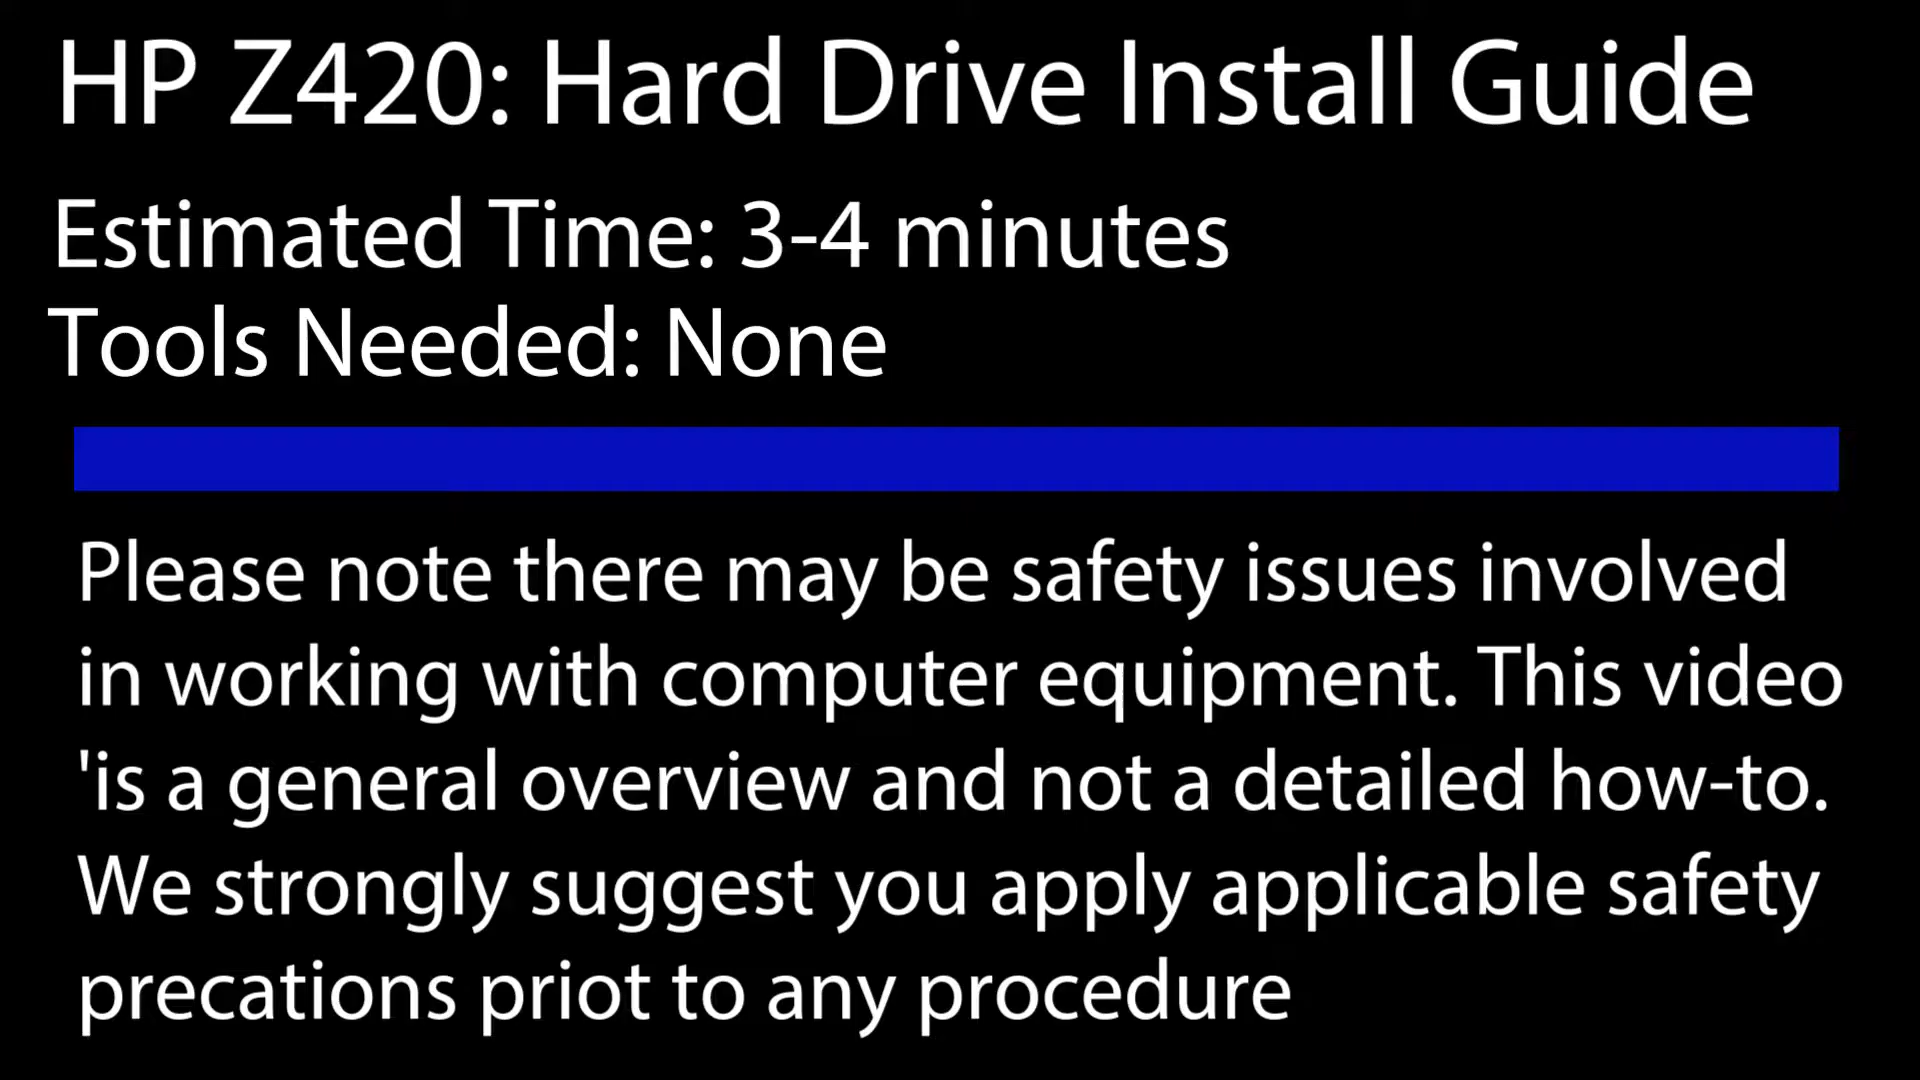 HP Z420: Hard Drive Install Guide
Estimated Time: 3-4 minutes
Tools Needed: None
Please note there may be safety issues involved
in working with computer equipment. This video
'is a general overview and not a detailed how-to.
We strongly suggest you apply applicable safety
precations priot to any procedure